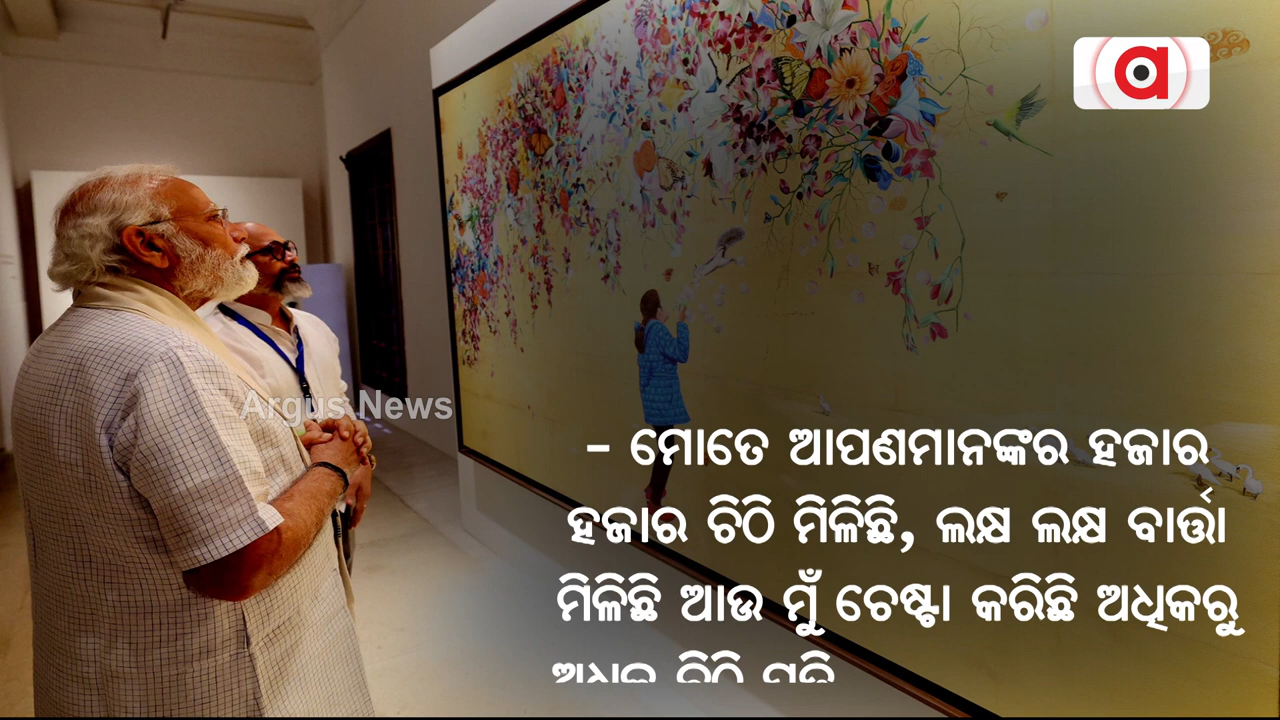 a
Argus News
– ମୋତେ ଆପଣମାନଙ୍କର ହଜାର
ହଜାର ଚିଠି ମିଳିଛି, ଲକ୍ଷ ଲକ୍ଷ ବାର୍ତ୍ତା
ମିଳିଛି ଆଉ ମୁଁ ଚେଷ୍ଟା କରିଛି ଅଧିକରୁ